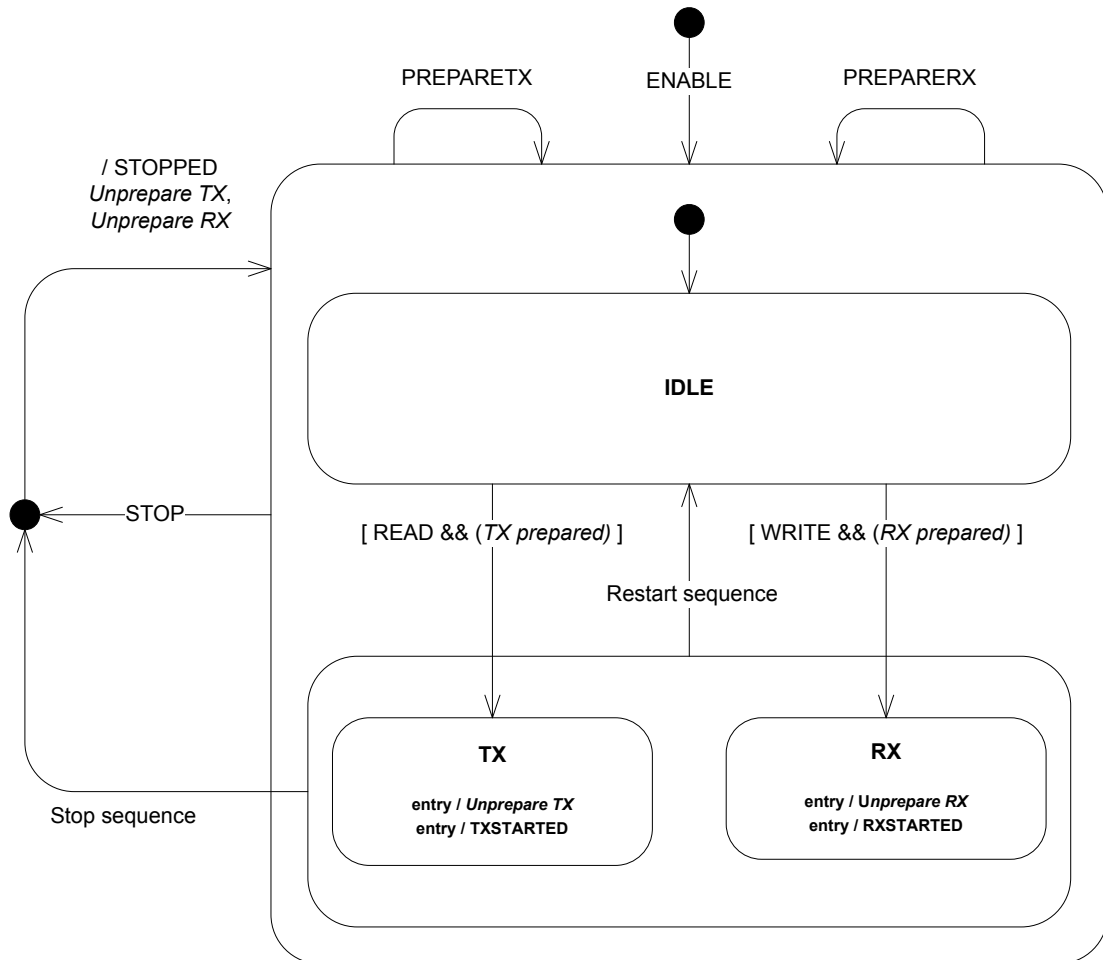 PREPARETX
ENABLE
PREPARERX
/ STOPPED
Unprepare TX,
Unprepare RX
IDLE
STOP
[ READ && (TX prepared) ]
[ WRITE && (RX prepared) ]
Restart sequence
TX
entry / Unprepare TX
entry / TXSTARTED
RX
entry / Unprepare RX
entry / RXSTARTED
Stop sequence